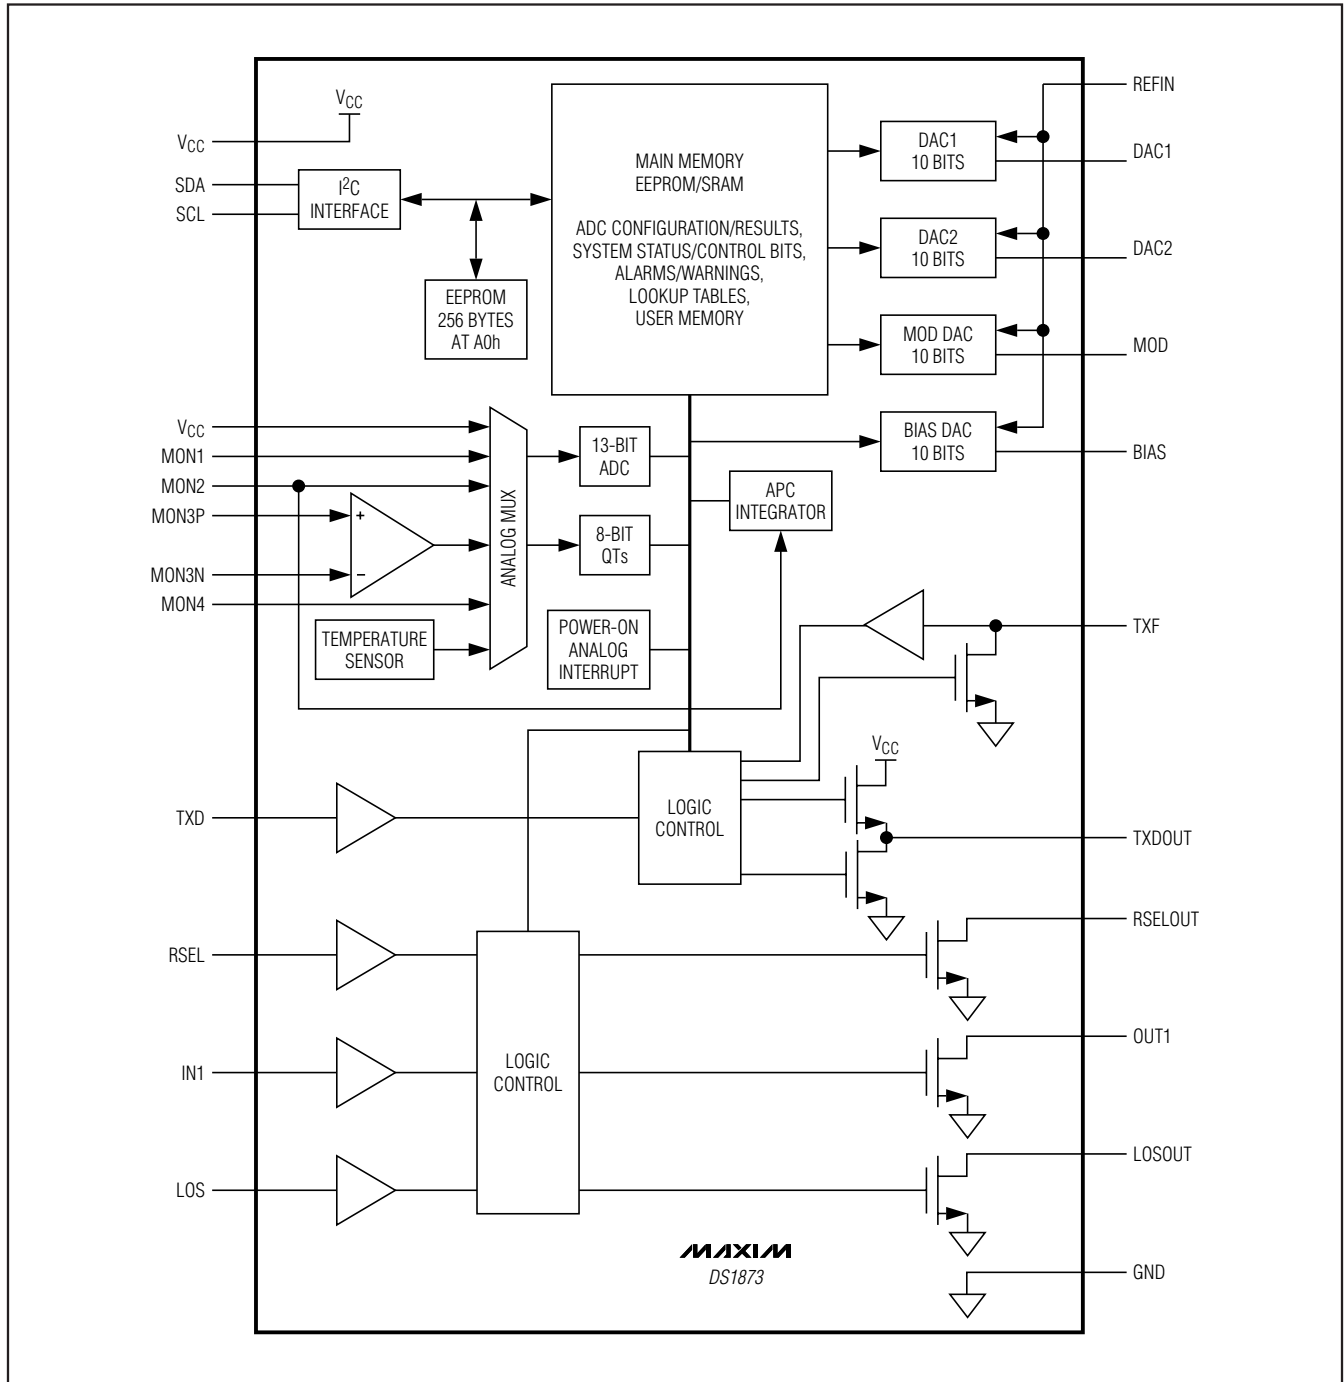 VCC
VCC
SDA
SCL
I2C
INTERFACE
EEPROM
256 BYTES
AT A0h
MAIN MEMORY
EEPROM/SRAM
ADC CONFIGURATION/RESULTS,
SYSTEM STATUS/CONTROL BITS,
ALARMS/WARNINGS,
LOOKUP TABLES,
USER MEMORY
DAC1
10 BITS
DAC2
10 BITS
MOD DAC
10 BITS
BIAS DAC
10 BITS
REFIN
DAC1
DAC2
MOD
BIAS
VCC
MON1
MON2
MON3P
MON3N
MON4
+
−
TEMPERATURE
SENSOR
ANALOG MUX
13-BIT
ADC
8-BIT
QTs
POWER-ON
ANALOG
INTERRUPT
APC
INTEGRATOR
TXF
VCC
TXD
LOGIC
CONTROL
TXDOUT
RSELOUT
RSEL
OUT1
IN1
LOGIC
CONTROL
LOSOUT
LOS
MAXIM
DS1873
GND